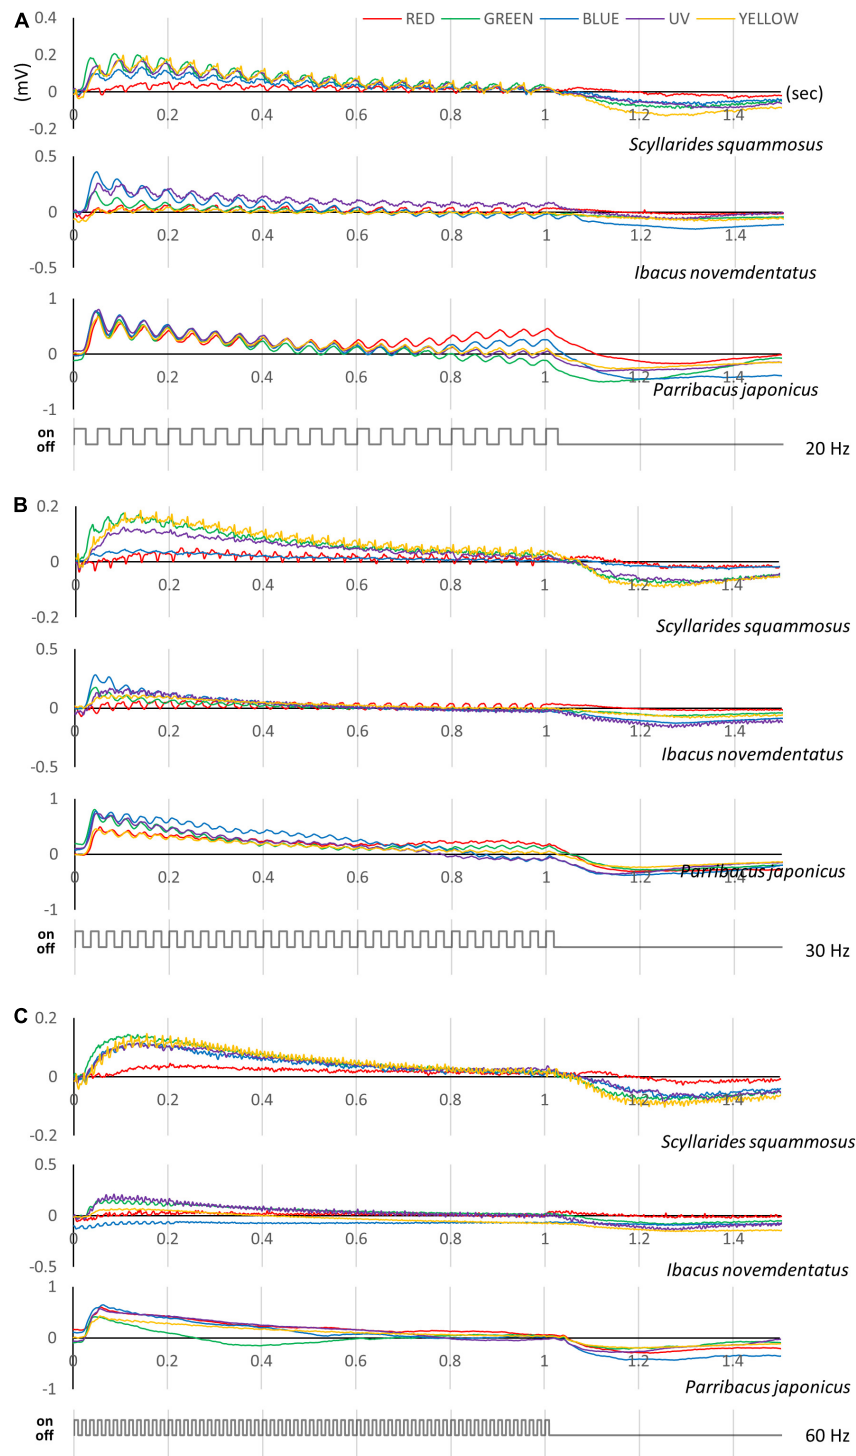 A
0.4
RED GREEN BLUE UV YELLOW
(mV)
0.2
0
(sec)
0 0.2 0.4 0.6 0.8 1 1.2 1.4
-0.2
Scyllarides squammosus
0.5
0
0 0.2 0.4 0.6 0.8 1 1.2 1.4
-0.5
Ibacus novemdentatus
1
0
0 0.2 0.4 0.6 0.8 1 1.2 1.4
Parribacus japonicus
-1
on
off
20 Hz
B
0.2
0
0 0.2 0.4 0.6 0.8 1 1.2 1.4
-0.2
Scyllarides squammosus
0.5
0
0 0.2 0.4 0.6 0.8 1 1.2 1.4
Ibacus novemdentatus
-0.5
1
0
0 0.2 0.4 0.6 0.8 1 1.2 1.4
Parribacus japonicus
-1
on
off
30 Hz
C
0.2
0
0 0.2 0.4 0.6 0.8 1 1.2 1.4
-0.2
Scyllarides squammosus
0.5
0
0 0.2 0.4 0.6 0.8 1 1.2 1.4
-0.5
Ibacus novemdentatus
1
0
0 0.2 0.4 0.6 0.8 1 1.2 1.4
-1
Parribacus japonicus
on
off
60 Hz